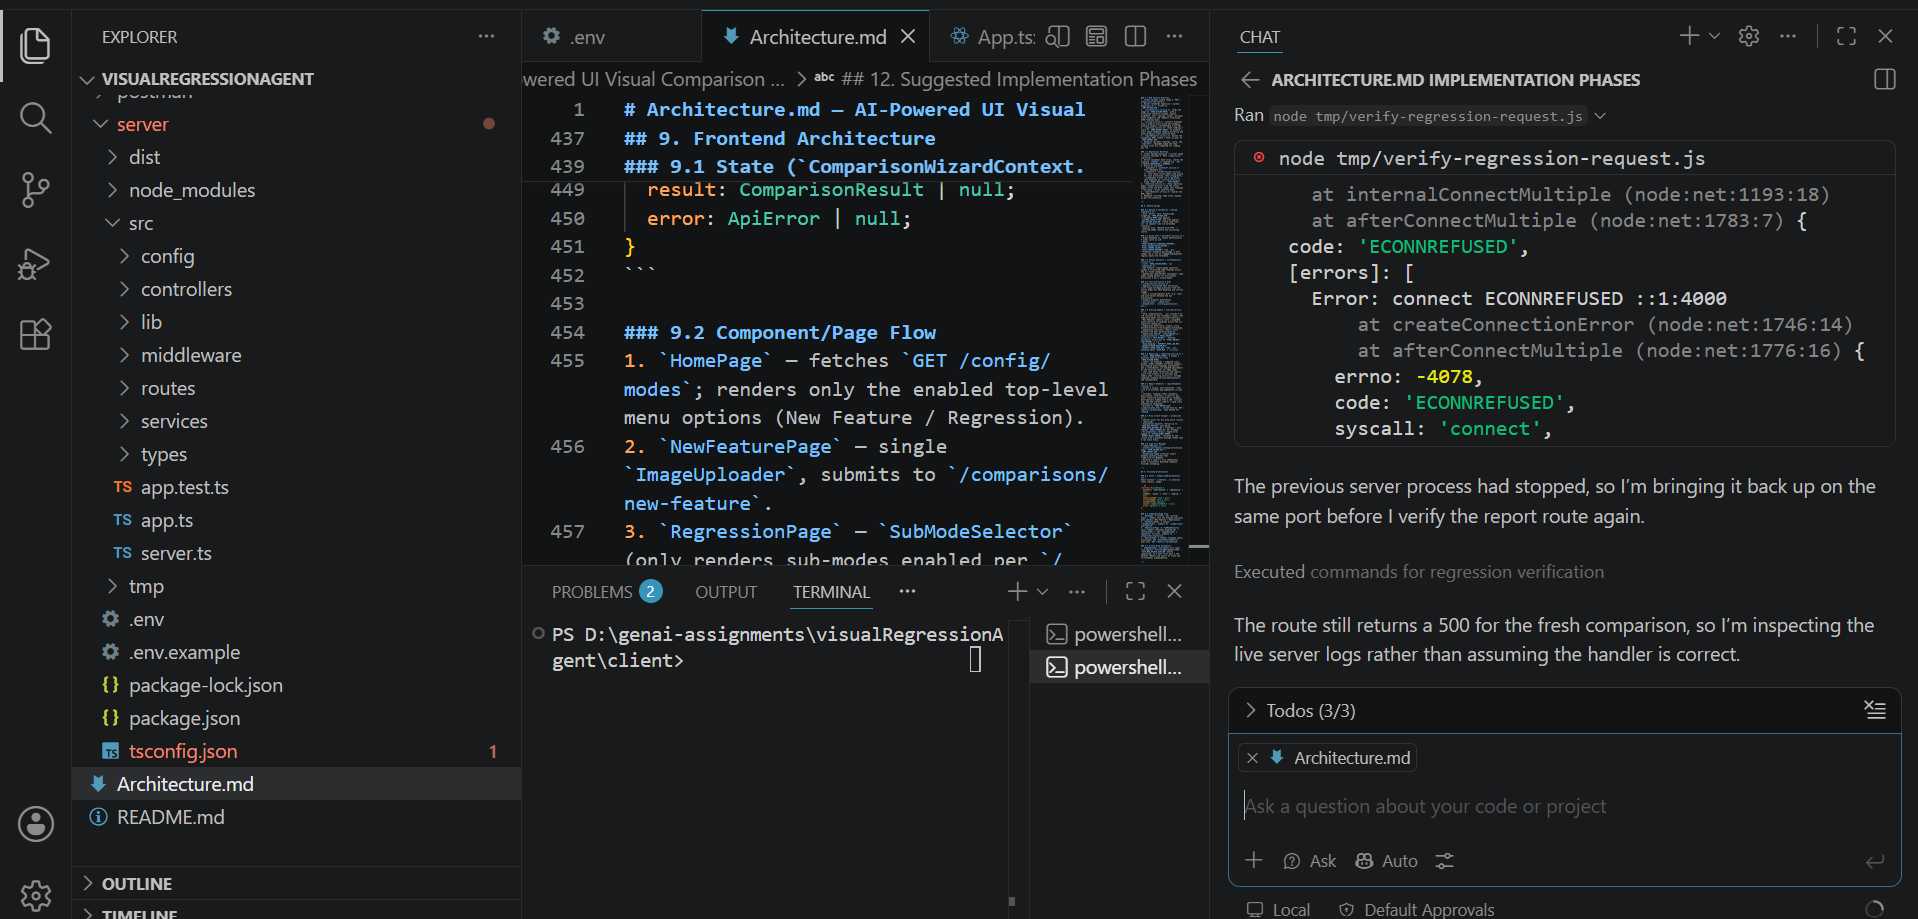 EXPLORER
VISUALREGRESSIONAGENT
postman
server
dist
node_modules
src
config
controllers
lib
middleware
routes
services
types
TS app.test.ts
TS app.ts
TS server.ts
tmp
.env
.env.example
{} package-lock.json
{} package.json
TS tsconfig.json 1
Architecture.md
README.md
OUTLINE
TIMELINE
.env
Architecture.md
App.ts
wered UI Visual Comparison ... > abc ## 12. Suggested Implementation Phases
1 # Architecture.md — AI-Powered UI Visual
437 ## 9. Frontend Architecture
439 ### 9.1 State (`ComparisonWizardContext.
449 result: ComparisonResult | null;
450 error: ApiError | null;
451 }
452 ```
453
454 ### 9.2 Component/Page Flow
455 1. `HomePage` — fetches `GET /config/
modes`; renders only the enabled top-level
menu options (New Feature / Regression).
456 2. `NewFeaturePage` — single
`ImageUploader`, submits to `/comparisons/
new-feature`.
457 3. `RegressionPage` — `SubModeSelector`
(only renders sub-modes enabled per `/
PROBLEMS 2 OUTPUT TERMINAL ...
PS D:\genai-assignments\visualRegressionA
gent\client>
powershell...
powershell...
CHAT
ARCHITECTURE.MD IMPLEMENTATION PHASES
Ran node tmp/verify-regression-request.js
node tmp/verify-regression-request.js
at internalConnectMultiple (node:net:1193:18)
at afterConnectMultiple (node:net:1783:7) {
code: 'ECONNREFUSED',
[errors]: [
Error: connect ECONNREFUSED ::1:4000
at createConnectionError (node:net:1746:14)
at afterConnectMultiple (node:net:1776:16) {
errno: -4078,
code: 'ECONNREFUSED',
syscall: 'connect',
The previous server process had stopped, so I'm bringing it back up on the
same port before I verify the report route again.
Executed commands for regression verification
The route still returns a 500 for the fresh comparison, so I'm inspecting the
live server logs rather than assuming the handler is correct.
Todos (3/3)
Architecture.md
Ask a question about your code or project
Ask Auto
Local Default Approvals